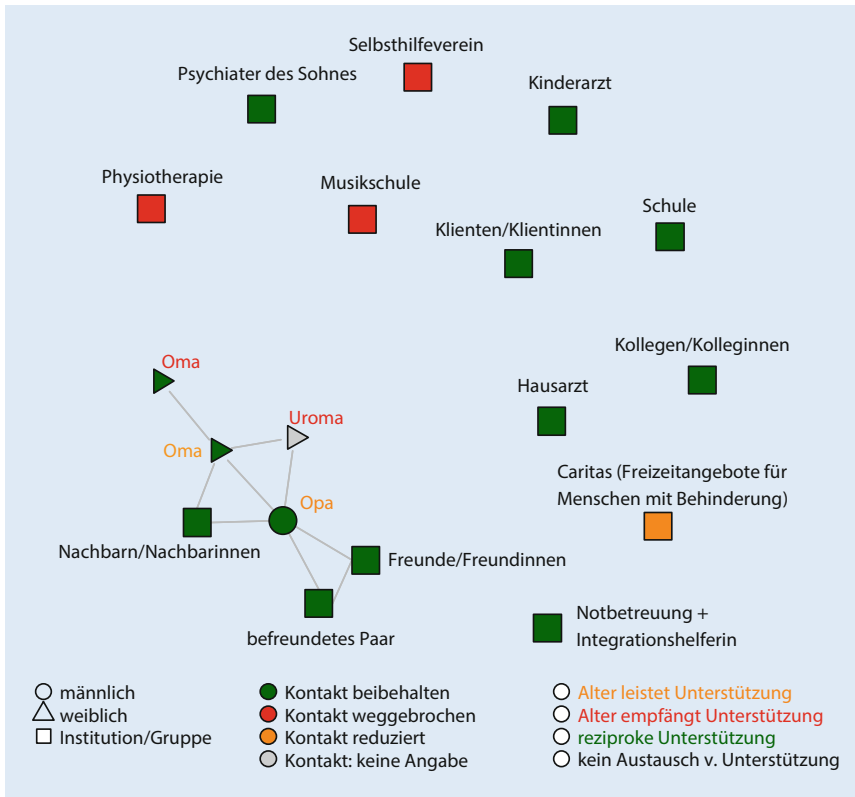 Selbsthilfeverein
Psychiater des Sohnes
Kinderarzt
Physiotherapie
Musikschule
Schule
Klienten/Klientinnen
Kollegen/Kolleginnen
Oma
Hausarzt
Uroma
Oma
Caritas (Freizeitangebote für
Menschen mit Behinderung)
Opa
Nachbarn/Nachbarinnen
Freunde/Freundinnen
befreundetes Paar
Notbetreuung +
Integrationshelferin
männlich
weiblich
Institution/Gruppe
Kontakt beibehalten
Kontakt weggebrochen
Kontakt reduziert
Kontakt: keine Angabe
Alter leistet Unterstützung
Alter empfängt Unterstützung
reziproke Unterstützung
kein Austausch v. Unterstützung